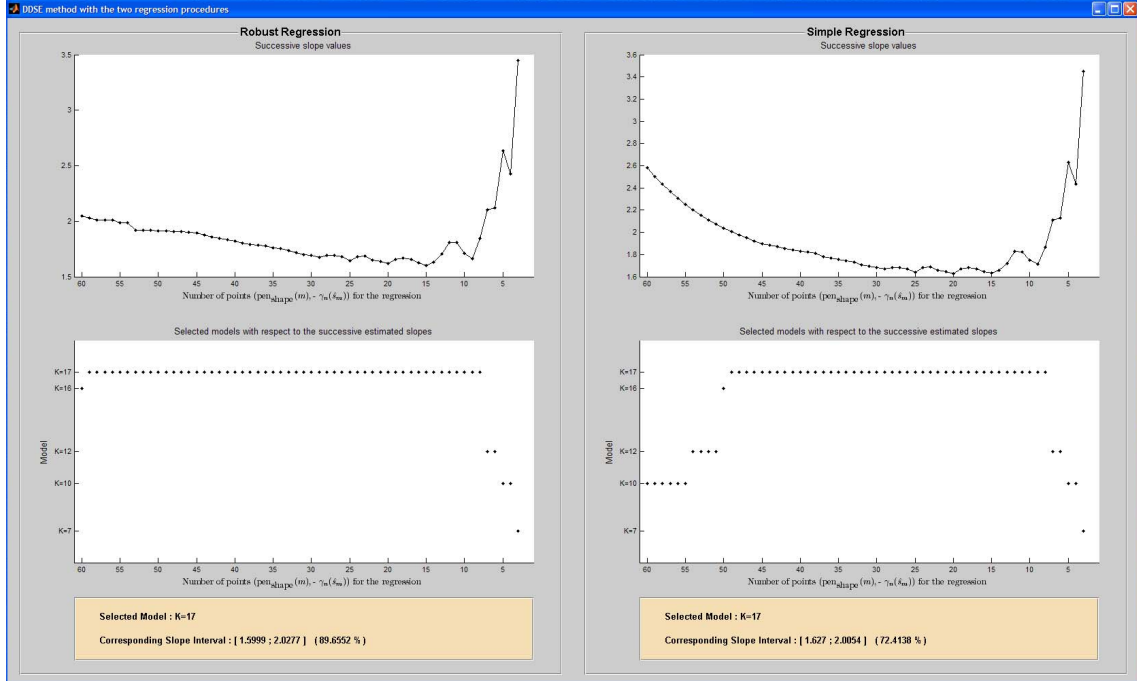 DDSE method with the two regression procedures
Robust Regression
Successive slope values
3.5
3
2.5
2
1.5
60 55 50 45 40 35 30 25 20 15 10 5
Number of points (pen_shape(m), - γ_n(ŝ_m)) for the regression
Selected models with respect to the successive estimated slopes
Model
K=17
K=16
K=12
K=10
K=7
60 55 50 45 40 35 30 25 20 15 10 5
Number of points (pen_shape(m), - γ_n(ŝ_m)) for the regression
Selected Model : K=17
Corresponding Slope Interval : [ 1.5999 ; 2.0277 ] ( 89.6552 % )
Simple Regression
Successive slope values
3.6
3.4
3.2
3
2.8
2.6
2.4
2.2
2
1.8
1.6
60 55 50 45 40 35 30 25 20 15 10 5
Number of points (pen_shape(m), - γ_n(ŝ_m)) for the regression
Selected models with respect to the successive estimated slopes
Model
K=17
K=16
K=12
K=10
K=7
60 55 50 45 40 35 30 25 20 15 10 5
Number of points (pen_shape(m), - γ_n(ŝ_m)) for the regression
Selected Model : K=17
Corresponding Slope Interval : [ 1.627 ; 2.0054 ] ( 72.4138 % )